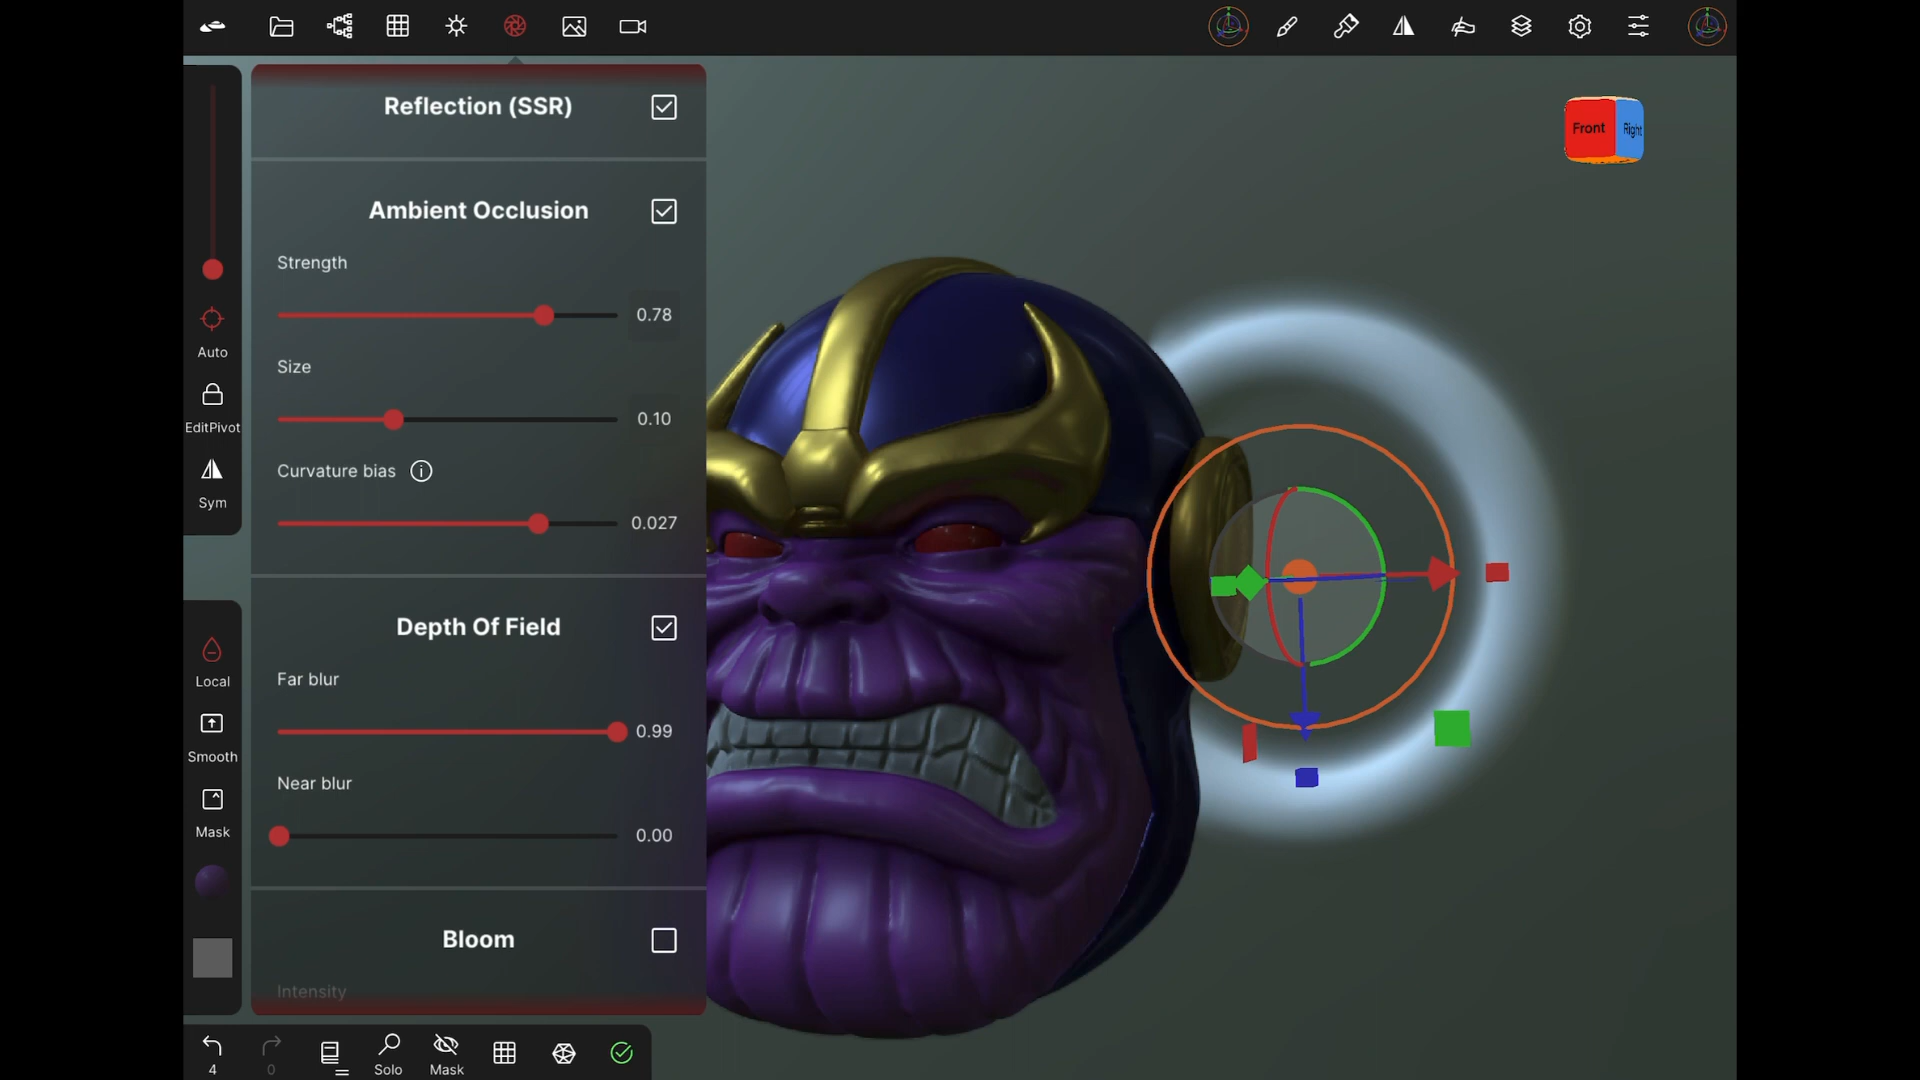 Reflection (SSR)
Ambient Occlusion
Strength
0.78
Size
0.10
Curvature bias
0.027
Depth Of Field
Far blur
0.99
Near blur
0.00
Bloom
Intensity
Auto
EditPivot
Sym
Local
Smooth
Mask
4
0
Solo
Mask
Front
Right